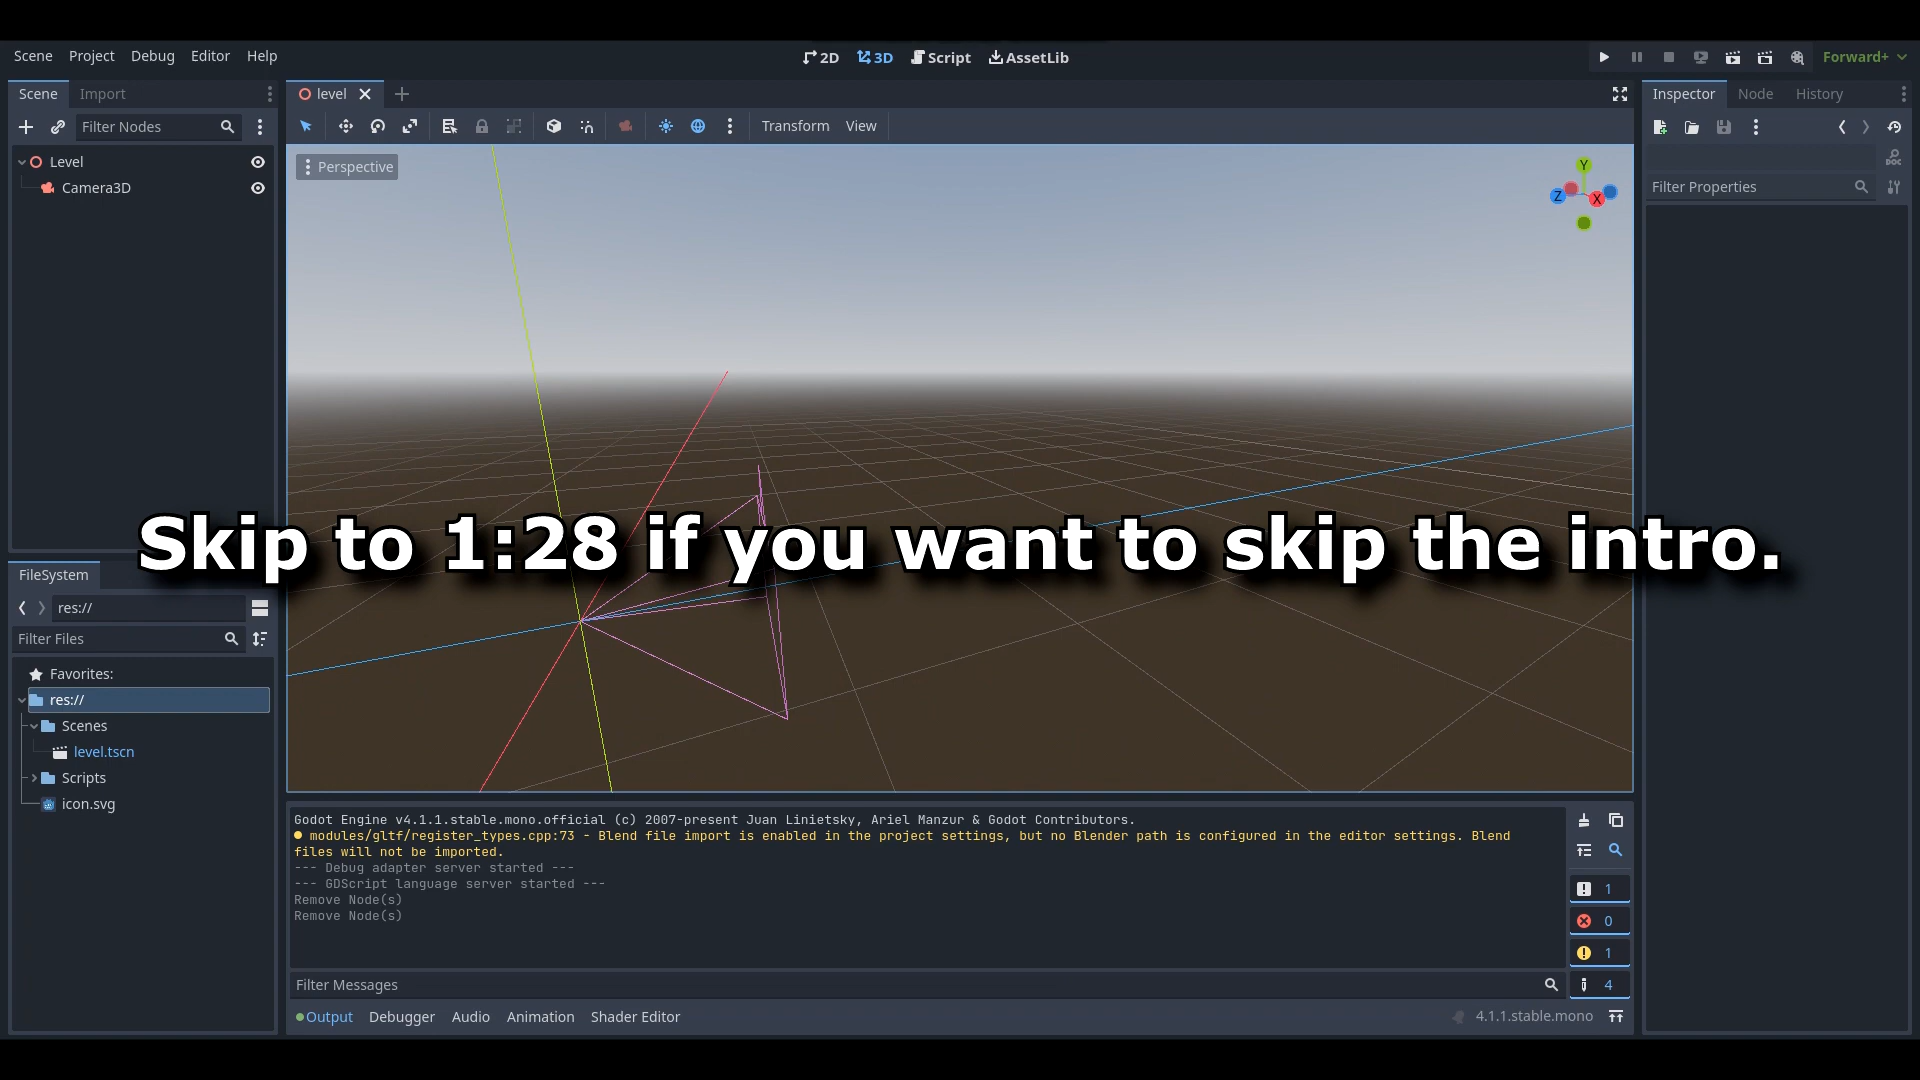 Scene Project Debug Editor Help
2D 3D Script AssetLib
Forward+
Scene Import
level
Inspector Node History
Filter Nodes
Transform View
Level
Camera3D
Perspective
Y
Z X
DOC
Filter Properties
Skip to 1:28 if you want to skip the intro.
FileSystem
res://
Filter Files
Favorites:
res://
Scenes
level.tscn
Scripts
icon.svg
Godot Engine v4.1.1.stable.mono.official (c) 2007-present Juan Linietsky, Ariel Manzur & Godot Contributors.
modules/gltf/register_types.cpp:73 - Blend file import is enabled in the project settings, but no Blender path is configured in the editor settings. Blend
files will not be imported.
--- Debug adapter server started ---
--- GDScript language server started ---
Remove Node(s)
Remove Node(s)
1
0
1
4
Filter Messages
Output Debugger Audio Animation Shader Editor
4.1.1.stable.mono